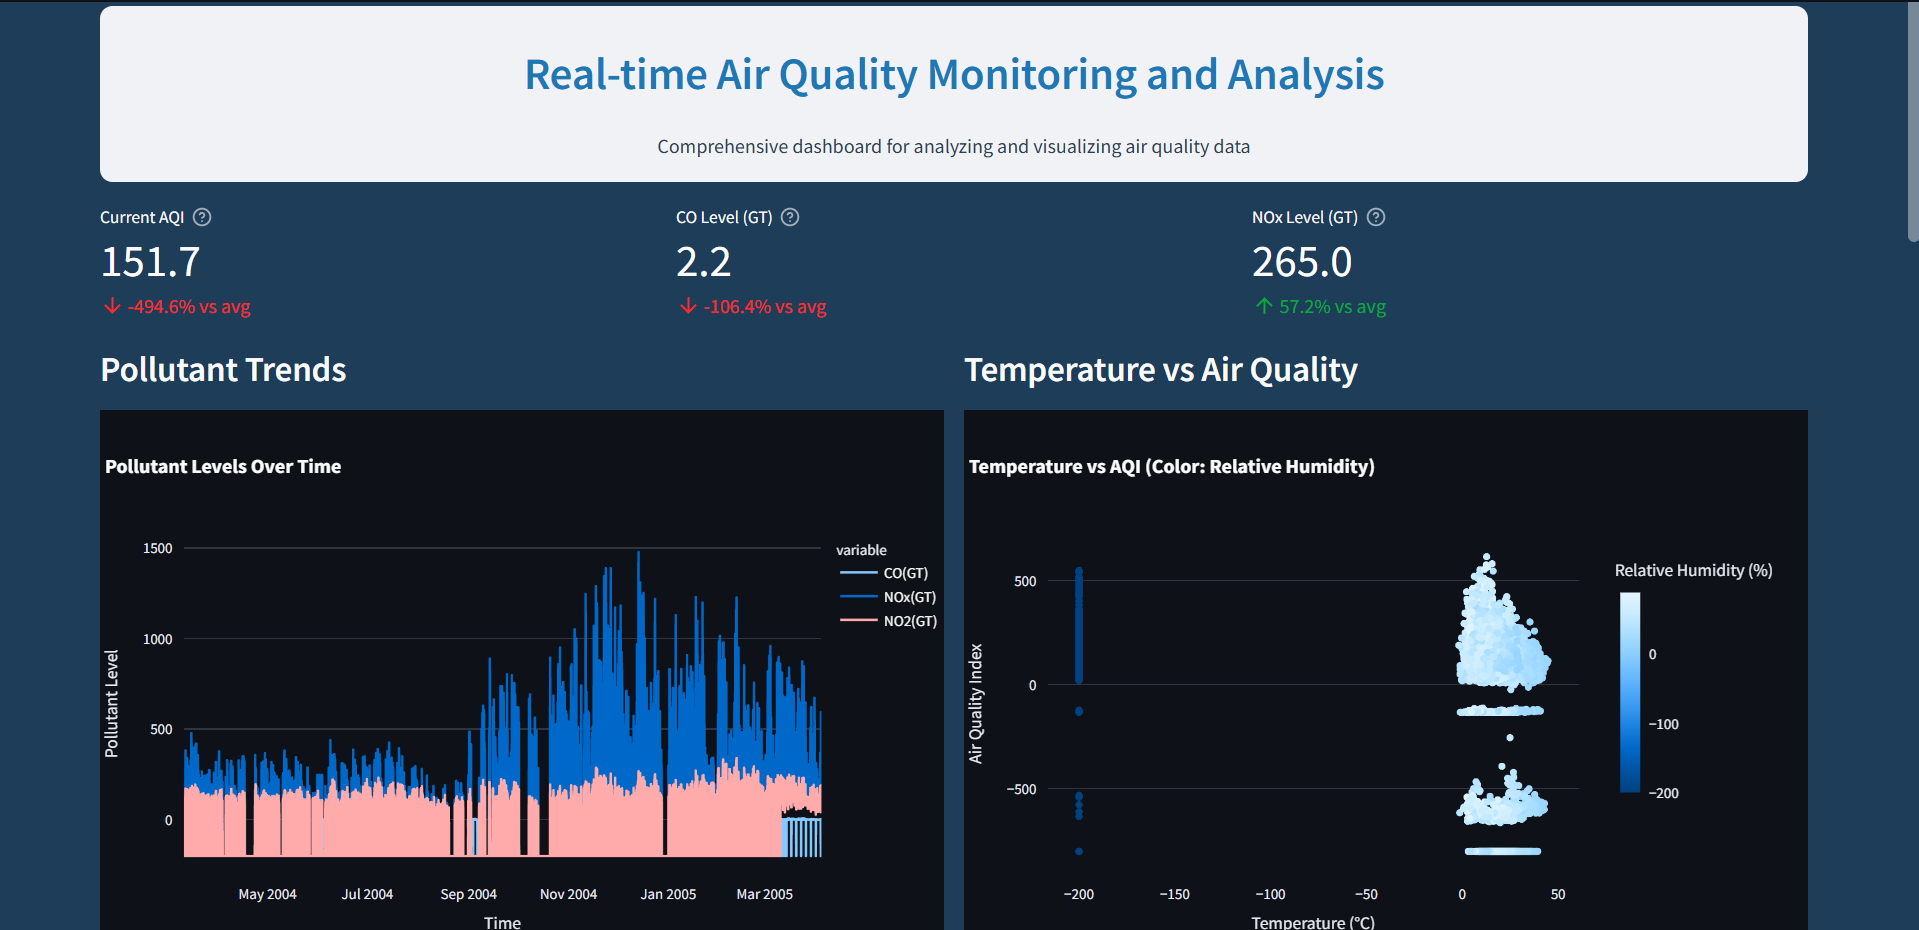 Real-time Air Quality Monitoring and Analysis
Comprehensive dashboard for analyzing and visualizing air quality data
Current AQI ?
151.7
↓ -494.6% vs avg
CO Level (GT) ?
2.2
↓ -106.4% vs avg
NOx Level (GT) ?
265.0
↑ 57.2% vs avg
Pollutant Trends
Pollutant Levels Over Time
Pollutant Level
1500
1000
500
0
May 2004
Jul 2004
Sep 2004
Nov 2004
Jan 2005
Mar 2005
Time
variable
CO(GT)
NOx(GT)
NO2(GT)
Temperature vs Air Quality
Temperature vs AQI (Color: Relative Humidity)
Air Quality Index
500
0
−500
−200
−150
−100
−50
0
50
Temperature (°C)
Relative Humidity (%)
0
−100
−200